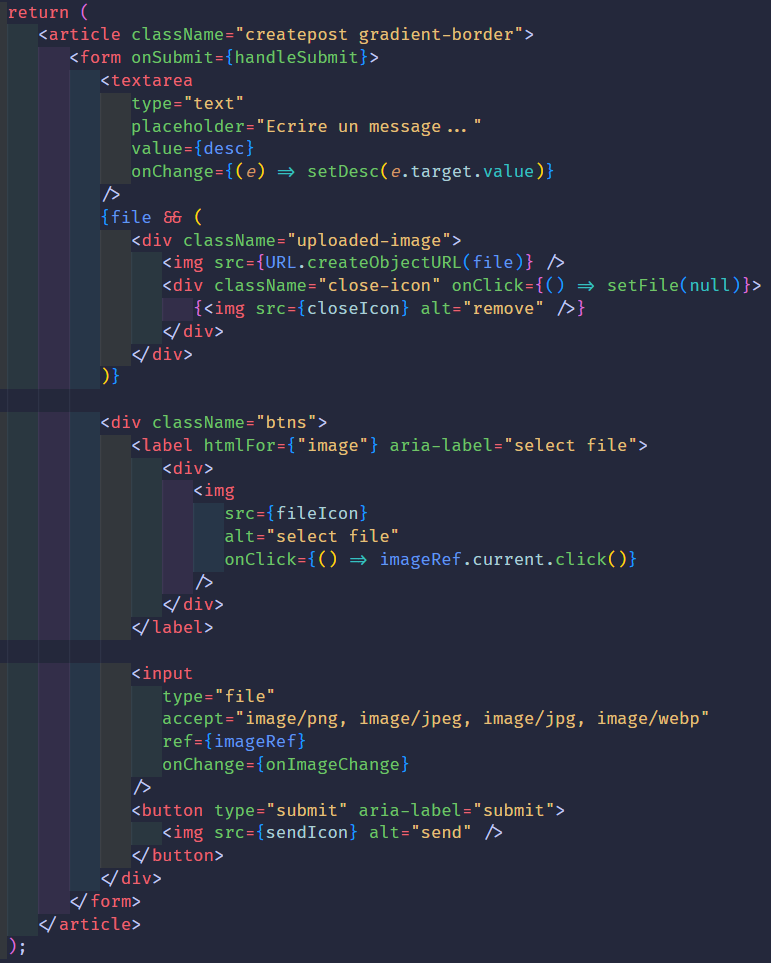 return (
<article className="createpost gradient-border">
<form onSubmit={handleSubmit}>
<textarea
type="text"
placeholder="Ecrire un message..."
value={desc}
onChange={(e) => setDesc(e.target.value)}
/>
{file && (
<div className="uploaded-image">
<img src={URL.createObjectURL(file)} />
<div className="close-icon" onClick={() => setFile(null)}>
{<img src={closeIcon} alt="remove" />}
</div>
</div>
)}
<div className="btns">
<label htmlFor={"image"} aria-label="select file">
<div>
<img
src={fileIcon}
alt="select file"
onClick={() => imageRef.current.click()}
/>
</div>
</label>
<input
type="file"
accept="image/png, image/jpeg, image/jpg, image/webp"
ref={imageRef}
onChange={onImageChange}
/>
<button type="submit" aria-label="submit">
<img src={sendIcon} alt="send" />
</button>
</div>
</form>
</article>
);